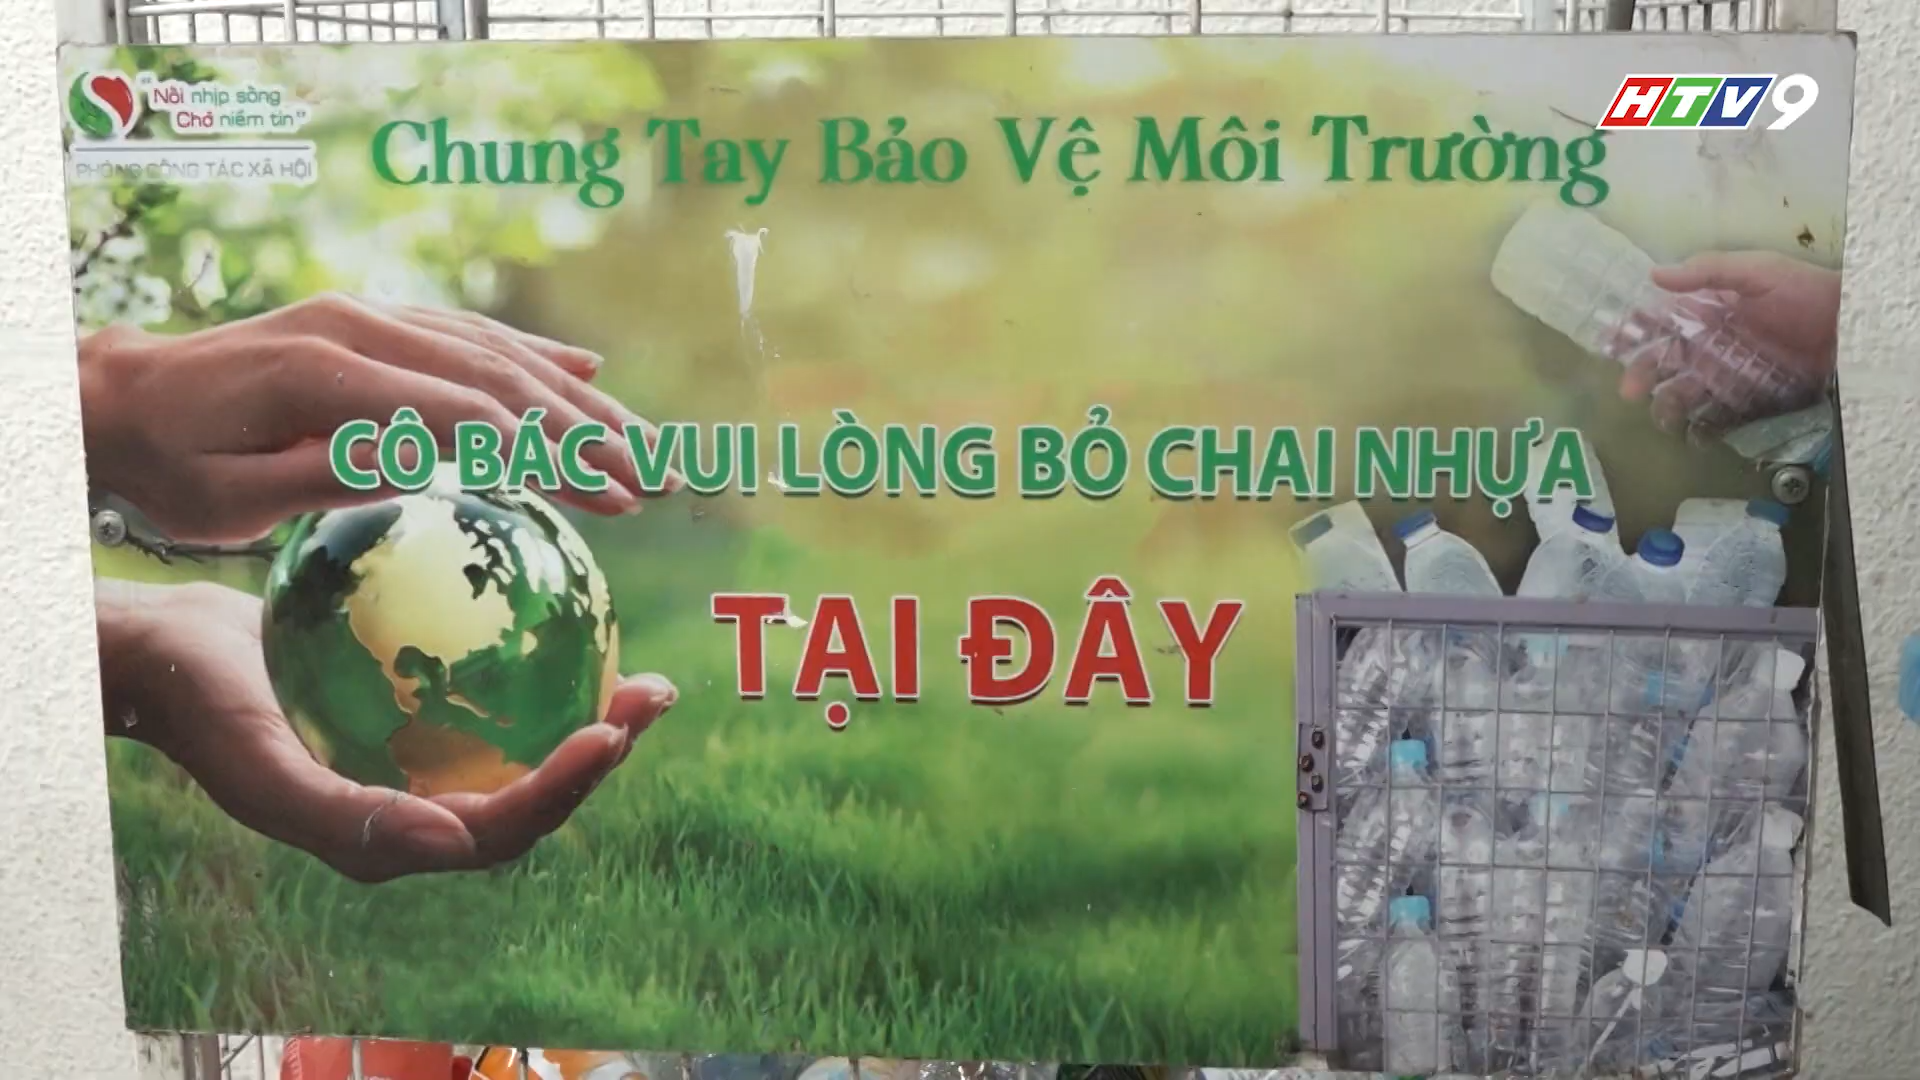 "Nối nhịp sống
Chở niềm tin"
PHÒNG CÔNG TÁC XÃ HỘI
HTV9
Chung Tay Bảo Vệ Môi Trường
CÔ BÁC VUI LÒNG BỎ CHAI NHỰA
TẠI ĐÂY